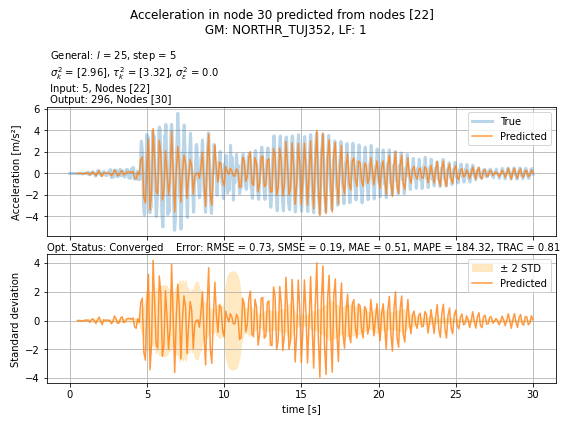 Acceleration in node 30 predicted from nodes [22]
GM: NORTHR_TUJ352, LF: 1
General: l = 25, step = 5
σ²ₖ = [2.96], τ²ₖ = [3.32], σ²ε = 0.0
Input: 5, Nodes [22]
Output: 296, Nodes [30]
Acceleration [m/s²]
6
4
2
0
−2
−4
True
Predicted
Opt. Status: Converged Error: RMSE = 0.73, SMSE = 0.19, MAE = 0.51, MAPE = 184.32, TRAC = 0.81
Standard deviation
4
2
0
−2
−4
± 2 STD
Predicted
0 5 10 15 20 25 30
time [s]